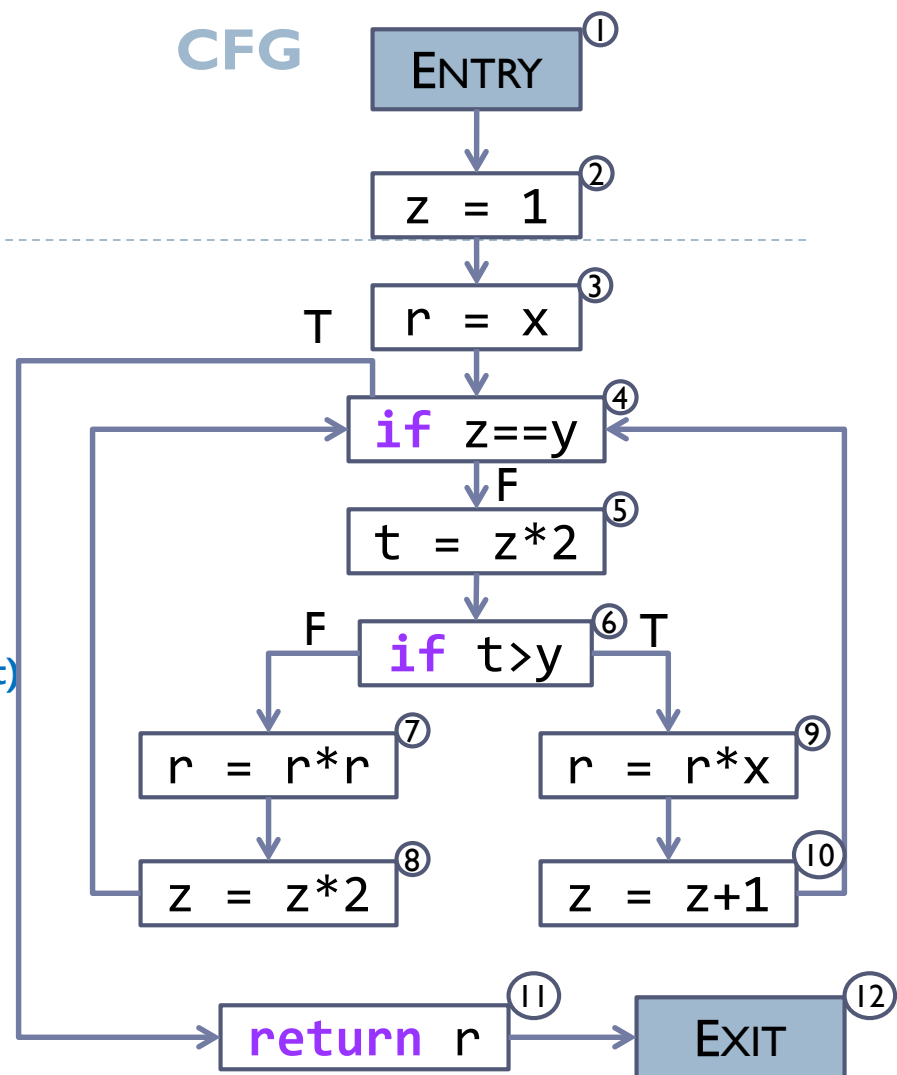 CFG
1
ENTRY
2
z = 1
3
r = x
T
4
if z==y
F
5
t = z*2
6
F
T
if t>y
t)
7
r = r*r
9
r = r*x
8
z = z*2
10
z = z+1
11
return r
12
EXIT